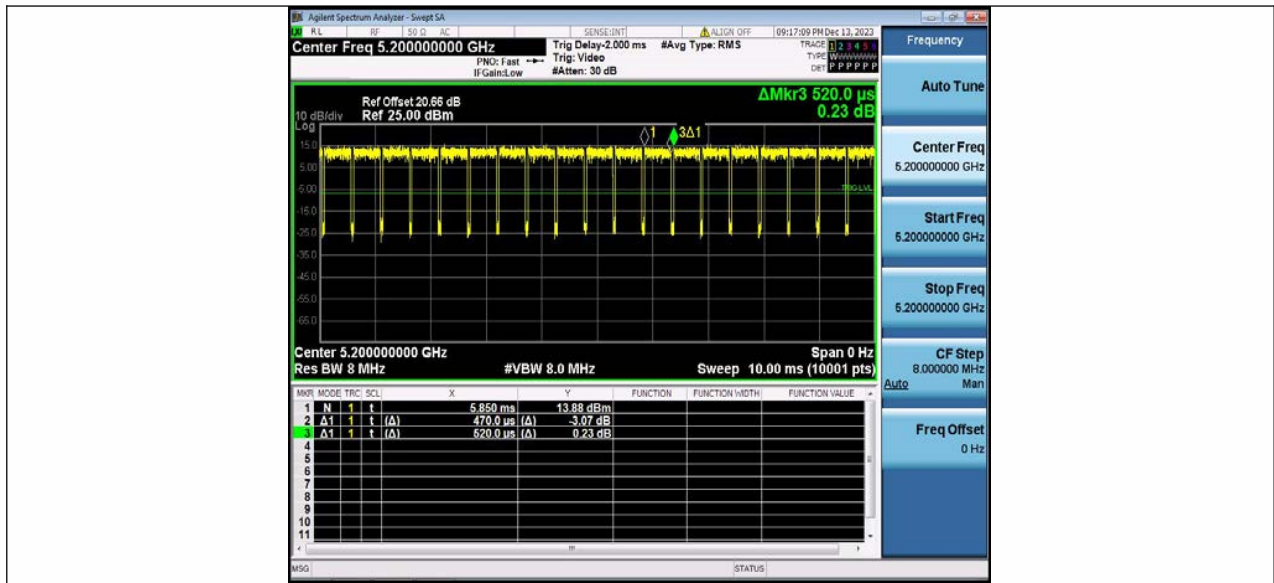 Agilent Spectrum Analyzer - Swept SA
RL RF 50 Ω AC SENSE:INT ALIGN OFF 09:17:09 PM Dec 13, 2023
Center Freq 5.200000000 GHz
Trig Delay-2.000 ms #Avg Type: RMS
TRACE 1 2 3 4 5 6
PNO: Fast Trig: Video
TYPE WWWWWW
IFGain:Low #Atten: 30 dB
DET P P P P P P
Frequency
Auto Tune
ΔMkr3 520.0 µs
0.23 dB
Ref Offset 20.66 dB
10 dB/div Ref 25.00 dBm
Log
1 3Δ1
15.0
5.00
-5.00
TRIG LVL
-15.0
-25.0
-35.0
-45.0
-55.0
-65.0
Center 5.200000000 GHz Span 0 Hz
Res BW 8 MHz #VBW 8.0 MHz Sweep 10.00 ms (10001 pts)
Center Freq
5.200000000 GHz
Start Freq
5.200000000 GHz
Stop Freq
5.200000000 GHz
CF Step
8.000000 MHz
Auto Man
Freq Offset
0 Hz
MKR MODE TRC SCL X Y FUNCTION FUNCTION WIDTH FUNCTION VALUE
1 N 1 t 5.850 ms 13.88 dBm
2 Δ1 1 t (Δ) 470.0 µs (Δ) -3.07 dB
3 Δ1 1 t (Δ) 520.0 µs (Δ) 0.23 dB
4
5
6
7
8
9
10
11
MSG STATUS